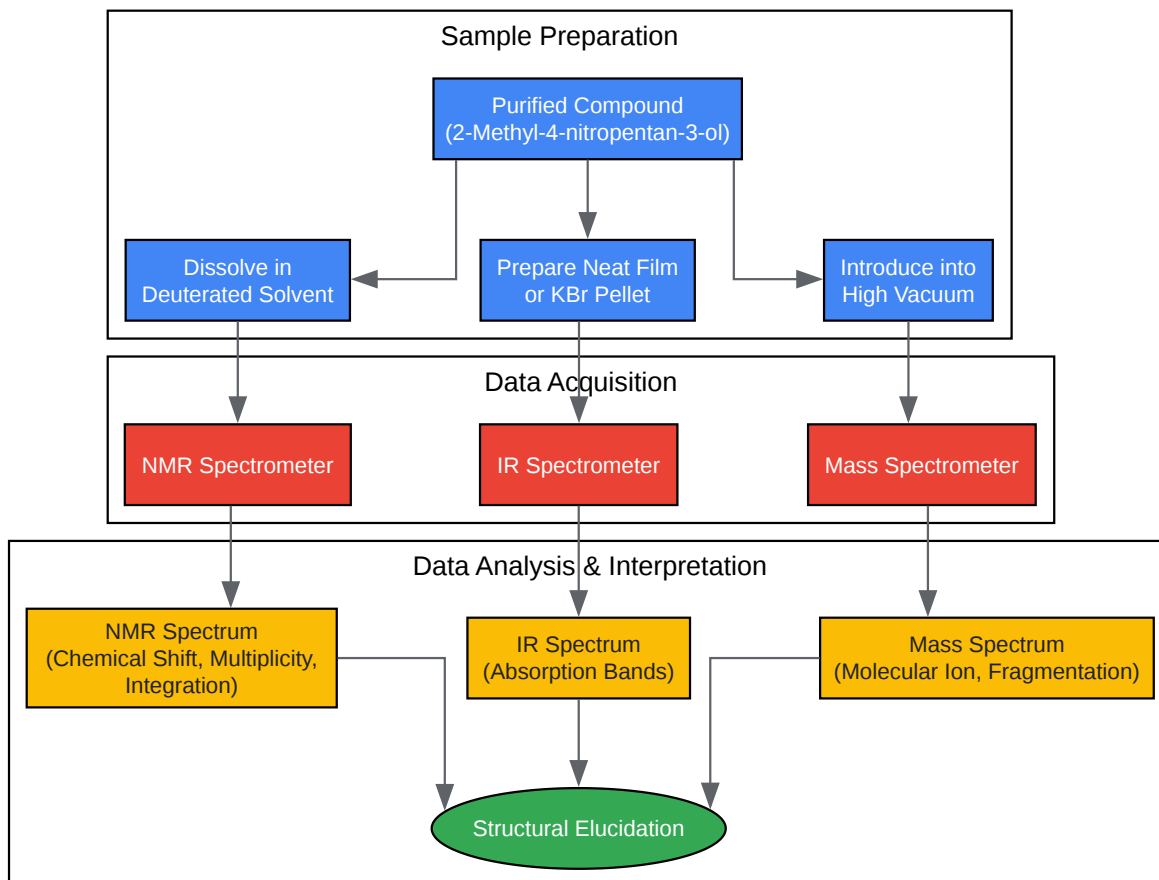 Sample Preparation
Purified Compound
(2-Methyl-4-nitropentan-3-ol)
Dissolve in
Deuterated Solvent
Prepare Neat Film
or KBr Pellet
Introduce into
High Vacuum
Data Acquisition
NMR Spectrometer
IR Spectrometer
Mass Spectrometer
Data Analysis & Interpretation
NMR Spectrum
(Chemical Shift, Multiplicity,
Integration)
IR Spectrum
(Absorption Bands)
Mass Spectrum
(Molecular Ion, Fragmentation)
Structural Elucidation